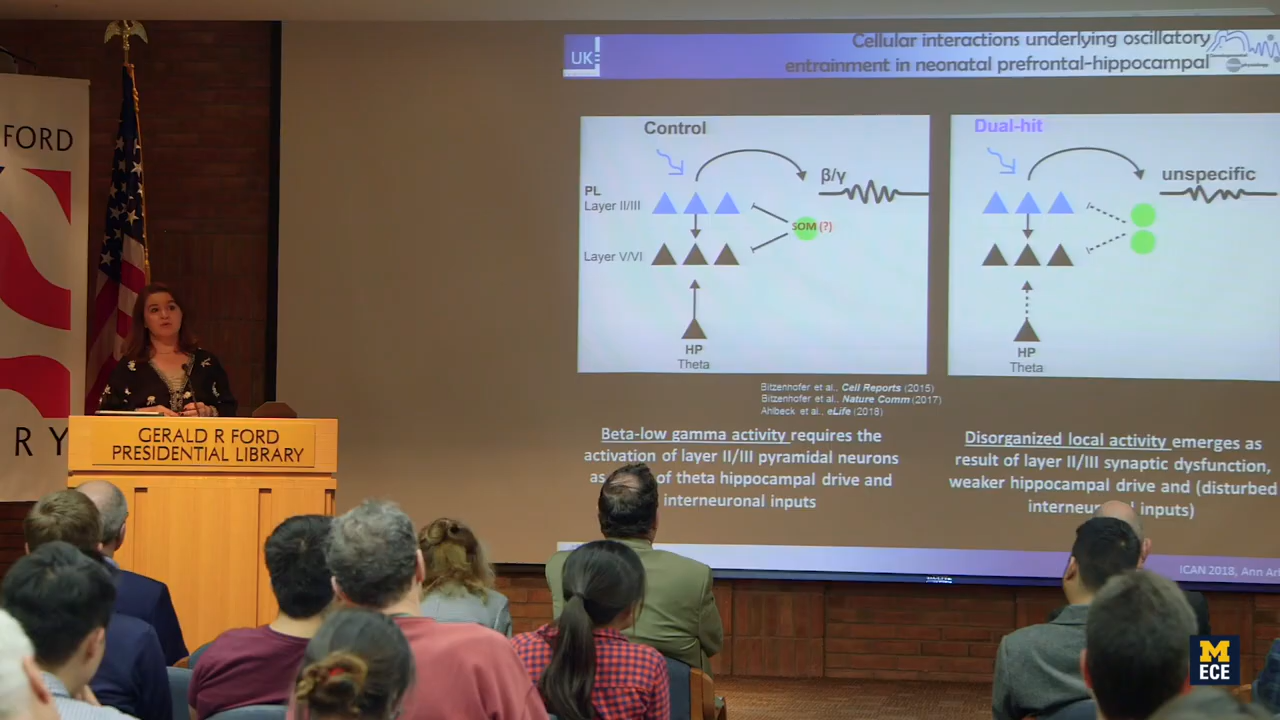 FORD
RY
GERALD R FORD
PRESIDENTIAL LIBRARY
UK
Cellular interactions underlying oscillatory
entrainment in neonatal prefrontal-hippocampal
Control
β/γ
PL
Layer II/III
SOM (?)
Layer V/VI
HP
Theta
Dual-hit
unspecific
HP
Theta
Bitzenhofer et al., Cell Reports (2015)
Bitzenhofer et al., Nature Comm (2017)
Ahlbeck et al., eLife (2018)
Beta-low gamma activity requires the
activation of layer II/III pyramidal neurons
as of theta hippocampal drive and
interneuronal inputs
Disorganized local activity emerges as
result of layer II/III synaptic dysfunction,
weaker hippocampal drive and (disturbed
inputs)
ICAN 2018, Ann
M
ECE